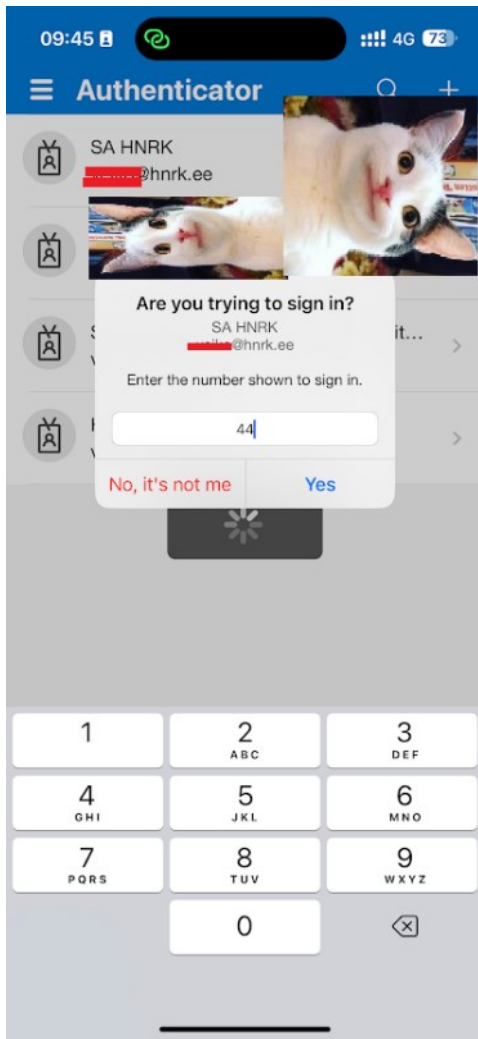 09:45
4G 73
Authenticator
SA HNRK
@hnrk.ee
Are you trying to sign in?
SA HNRK
it...
@hnrk.ee
Enter the number shown to sign in.
44
No, it's not me Yes
1 2 3
ABC DEF
4 5 6
GHI JKL MNO
7 8 9
PQRS TUV WXYZ
0